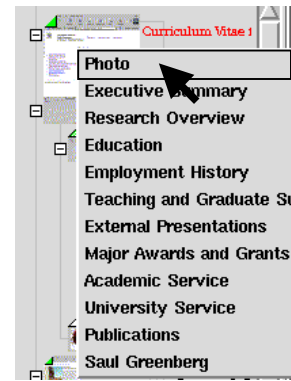 Curriculum Vitae
Photo
Executive Summary
Research Overview
Education
Employment History
Teaching and Graduate
External Presentations
Major Awards and Grants
Academic Service
University Service
Publications
Saul Greenberg